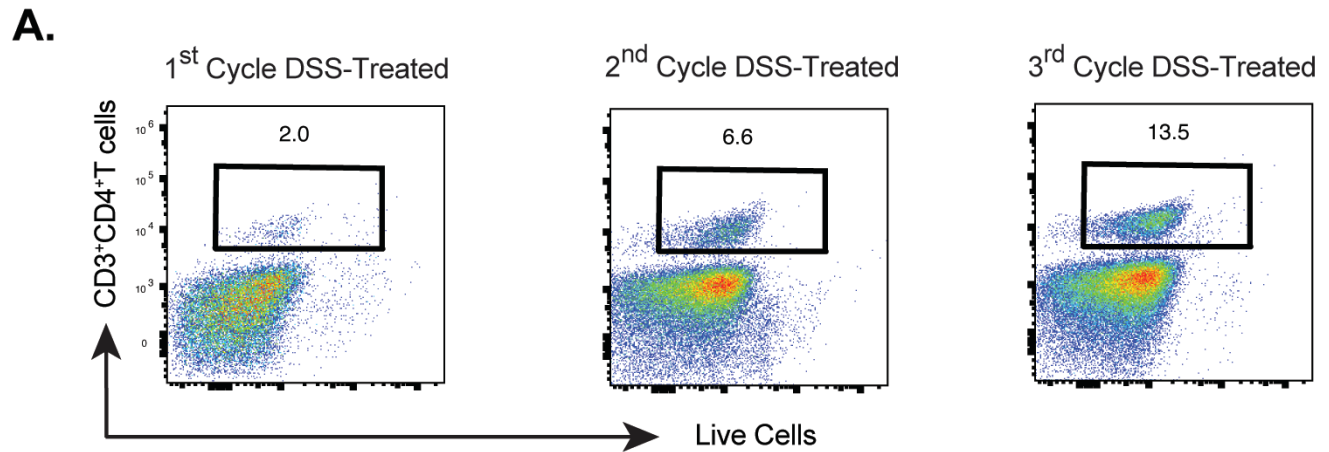 A.
1st Cycle DSS-Treated
2nd Cycle DSS-Treated
3rd Cycle DSS-Treated
CD3+CD4+T cells
10 6
10 5
10 4
10 3
0
2.0
6.6
13.5
Live Cells